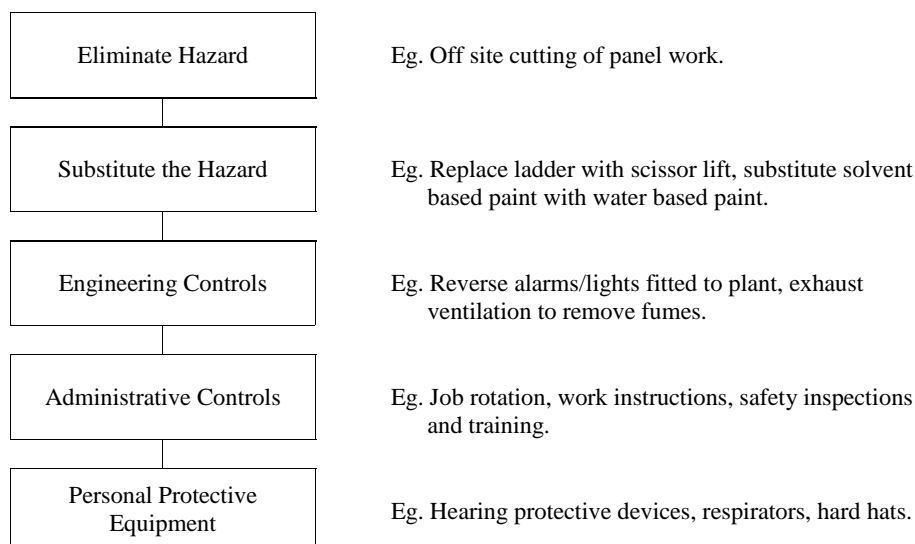 Eliminate Hazard
Eg. Off site cutting of panel work.
Substitute the Hazard
Eg. Replace ladder with scissor lift, substitute solvent
based paint with water based paint.
Engineering Controls
Eg. Reverse alarms/lights fitted to plant, exhaust
ventilation to remove fumes.
Administrative Controls
Eg. Job rotation, work instructions, safety inspections
and training.
Personal Protective
Equipment
Eg. Hearing protective devices, respirators, hard hats.